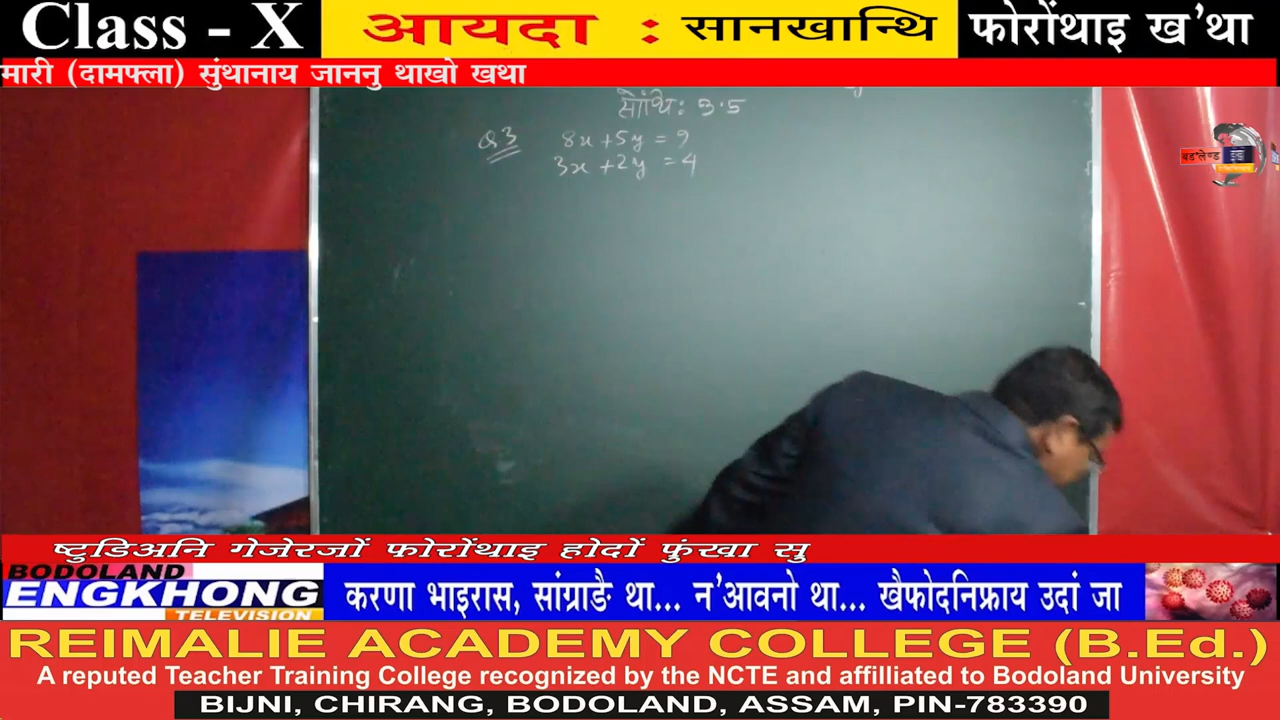 Class - X
आयदा : सानखान्थि
फोरोंथाइ ख'था
मारी (दामफ्ला) सुंथानाय जाननु थाखो खथा
सोंथि: 3.5
Q3 8x + 5y = 9
3x + 2y = 4
बड'लेण्ड
ष्टुडिअनि गेजेरजों फोरोंथाइ होदों फुंखा सु
BODOLAND
ENGKHONG
TELEVISION
करणा भाइरास, सांग्राङै था... न'आवनो था... खैफोदनिफ्राय उदां जा
REIMALIE ACADEMY COLLEGE (B.Ed.)
A reputed Teacher Training College recognized by the NCTE and affilliated to Bodoland University
BIJNI, CHIRANG, BODOLAND, ASSAM, PIN-783390